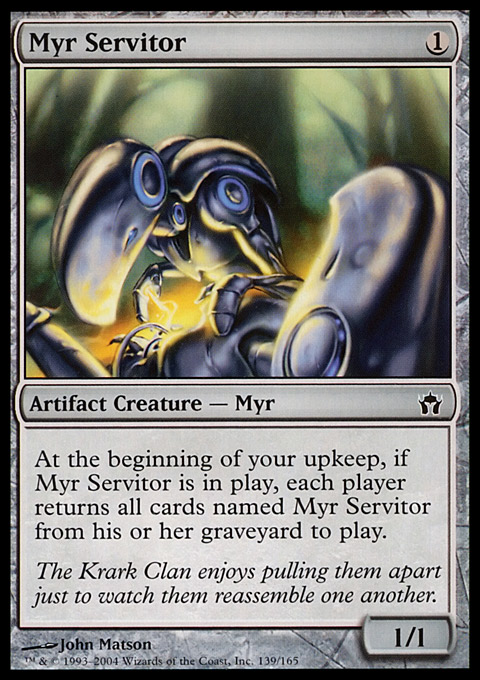 Myr Servitor
1
Artifact Creature — Myr
At the beginning of your upkeep, if
Myr Servitor is in play, each player
returns all cards named Myr Servitor
from his or her graveyard to play.
The Krark Clan enjoys pulling them apart
just to watch them reassemble one another.
John Matson
1/1
™ & © 1993–2004 Wizards of the Coast, Inc. 139/165